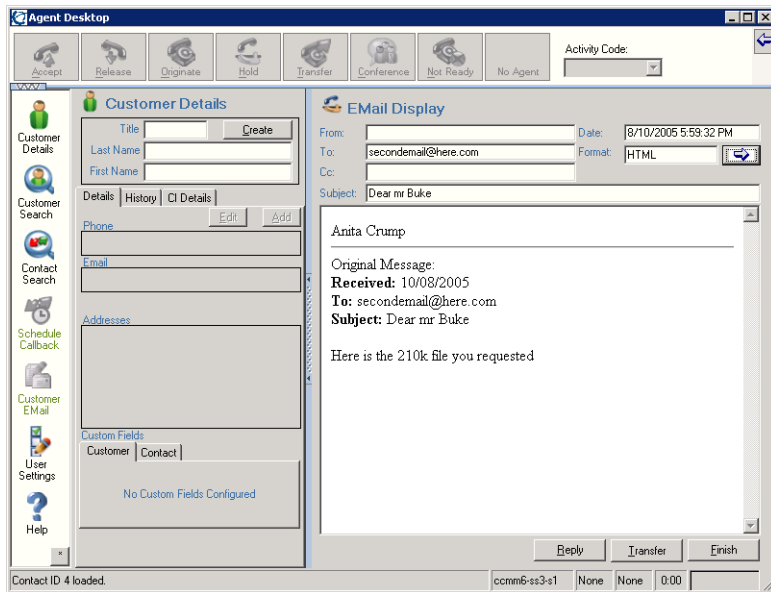 Agent Desktop
Accept Release Originate Hold Transfer Conference Not Ready No Agent
Activity Code:
Customer Details
Customer Search
Contact Search
Schedule Callback
Customer EMail
User Settings
Help
Customer Details
Title Create
Last Name
First Name
Details History CI Details
Edit Add
Phone
Email
Addresses
Custom Fields
Customer Contact
No Custom Fields Configured
EMail Display
From: Date: 8/10/2005 5:59:32 PM
To: secondemail@here.com Format: HTML
Cc:
Subject: Dear mr Buke
Anita Crump
Original Message:
Received: 10/08/2005
To: secondemail@here.com
Subject: Dear mr Buke
Here is the 210k file you requested
Reply Transfer Finish
Contact ID 4 loaded. ccmm6-ss3-s1 None None 0:00